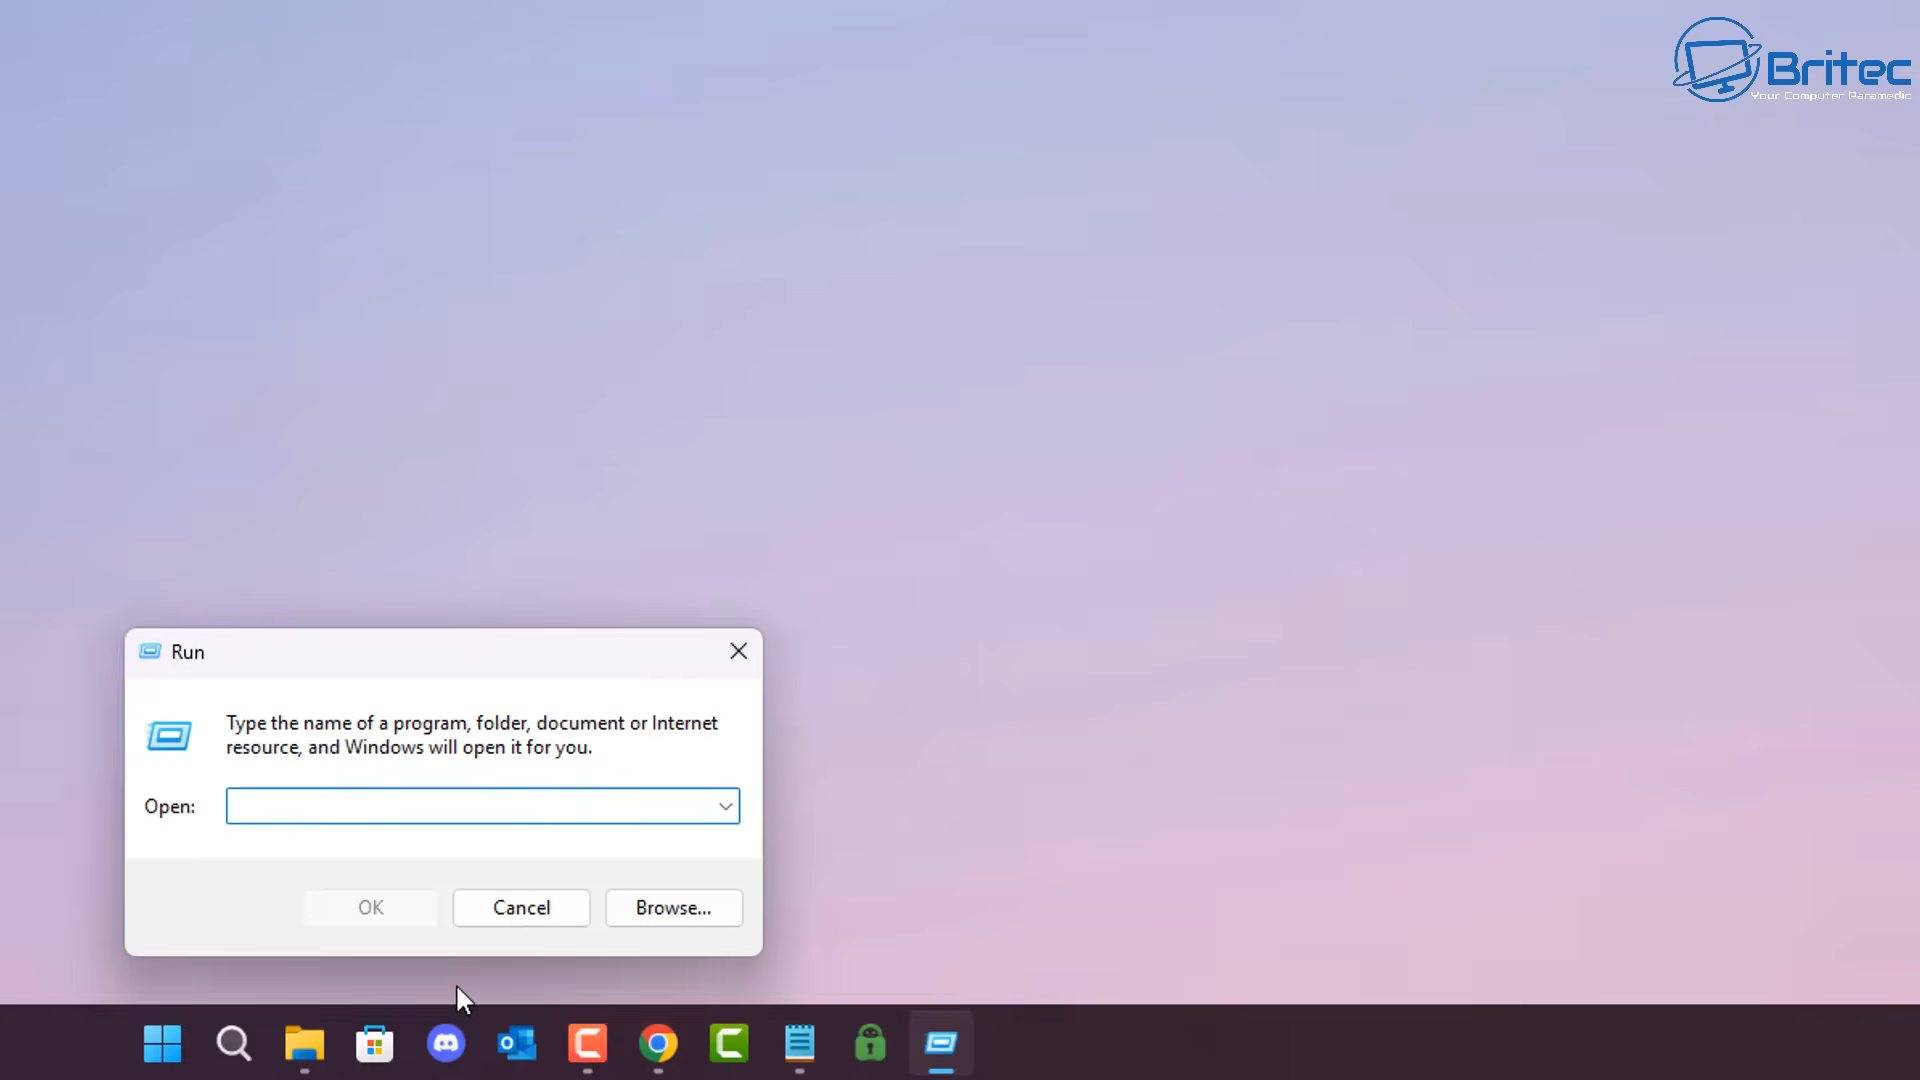 Britec
Your Computer Paramedic
Run
Type the name of a program, folder, document or Internet
resource, and Windows will open it for you.
Open:
OK
Cancel
Browse...